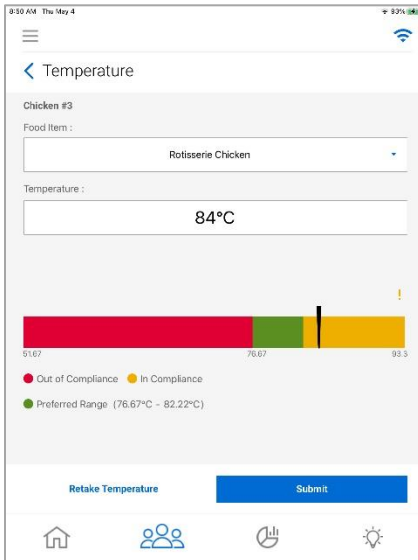 8:50 AM Thu May 4 93%
Temperature
Chicken #3
Food Item :
Rotisserie Chicken
Temperature :
84°C
!
51.67 76.67 93.3
Out of Compliance In Compliance
Preferred Range (76.67°C - 82.22°C)
Retake Temperature Submit